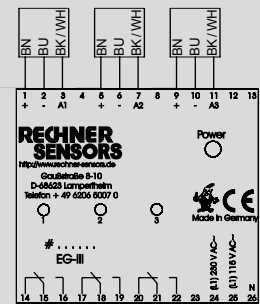 BN BU BK/WH BN BU BK/WH BN BU BK/WH
1 2 3 4 5 6 7 8 9 10 11 12 13
+ - A1 + - A2 + - A3
RECHNER
SENSORS
http://www.rechner-sensors.de
Gaußstraße 8-10
D-68623 Lampertheim
Telefon + 49 6206 5007 0
Power
CE
Made in Germany
1 2 3
# . . . . . .
EG-III
(L1) 230 V AC~
(L1) 115 V AC~
N
14 15 16 17 18 19 20 21 22 23 24 25 26